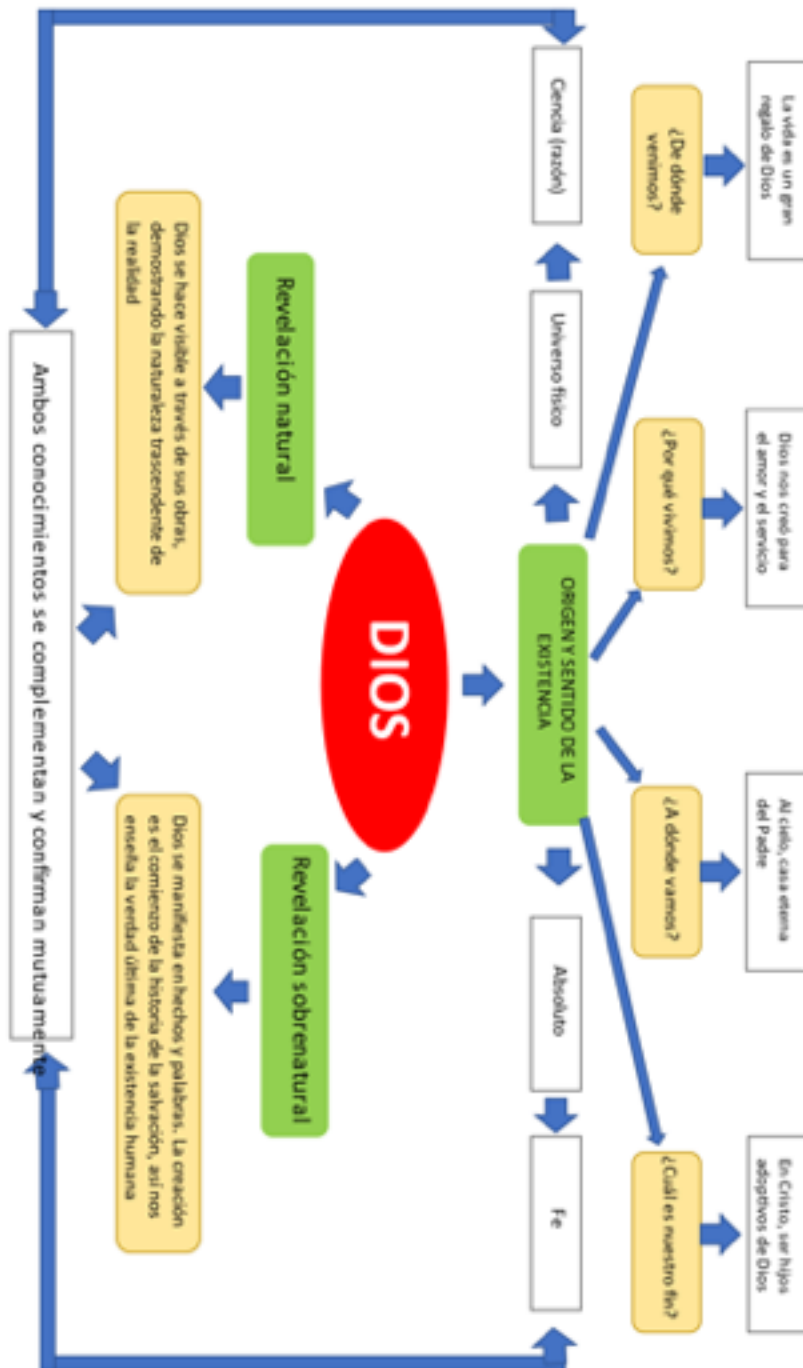 La vida es un gran
regalo de Dios
Dios nos creó para
el amor y el servicio
Al cielo, casa eterna
del Padre
En Cristo, ser hijos
adoptivos de Dios
¿De dónde
venimos?
¿Por qué vivimos?
¿A dónde vamos?
¿Cuál es nuestro fin?
Ciencia (razón)
Universo físico
ORIGEN Y SENTIDO DE LA
EXISTENCIA
Absoluto
Fe
DIOS
Revelación natural
Revelación sobrenatural
Dios se hace visible a través de sus obras,
demostrando la naturaleza trascendente de
la realidad
Dios se manifiesta en hechos y palabras. La creación
es el comienzo de la historia de la salvación, así nos
enseña la verdad última de la existencia humana
Ambos conocimientos se complementan y confirman mutuamente